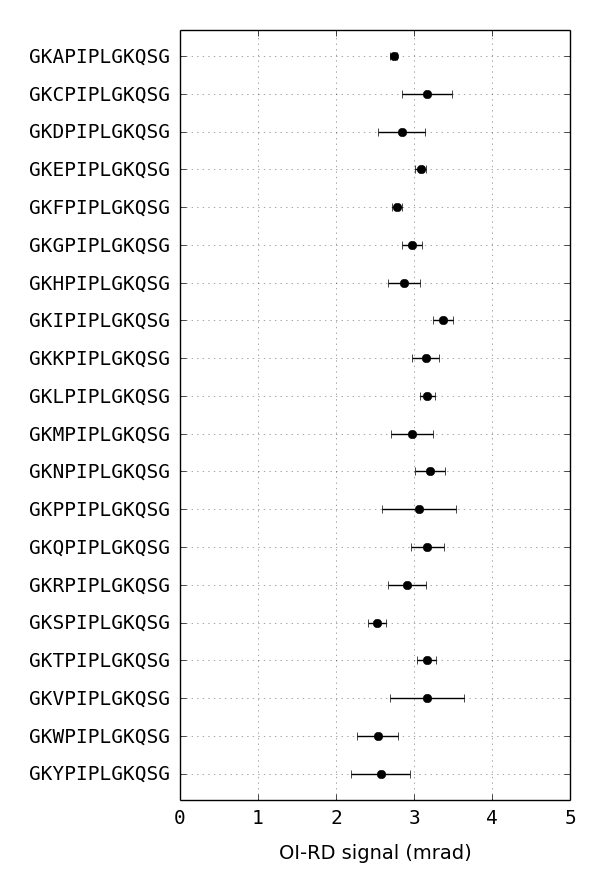 GKAPIPLGKQSG
GKCPIPLGKQSG
GKDPIPLGKQSG
GKEPIPLGKQSG
GKFPIPLGKQSG
GKGPIPLGKQSG
GKHPIPLGKQSG
GKIPIPLGKQSG
GKKPIPLGKQSG
GKLPIPLGKQSG
GKMPIPLGKQSG
GKNPIPLGKQSG
GKPPIPLGKQSG
GKQPIPLGKQSG
GKRPIPLGKQSG
GKSPIPLGKQSG
GKTPIPLGKQSG
GKVPIPLGKQSG
GKWPIPLGKQSG
GKYPIPLGKQSG
0 1 2 3 4 5
OI-RD signal (mrad)